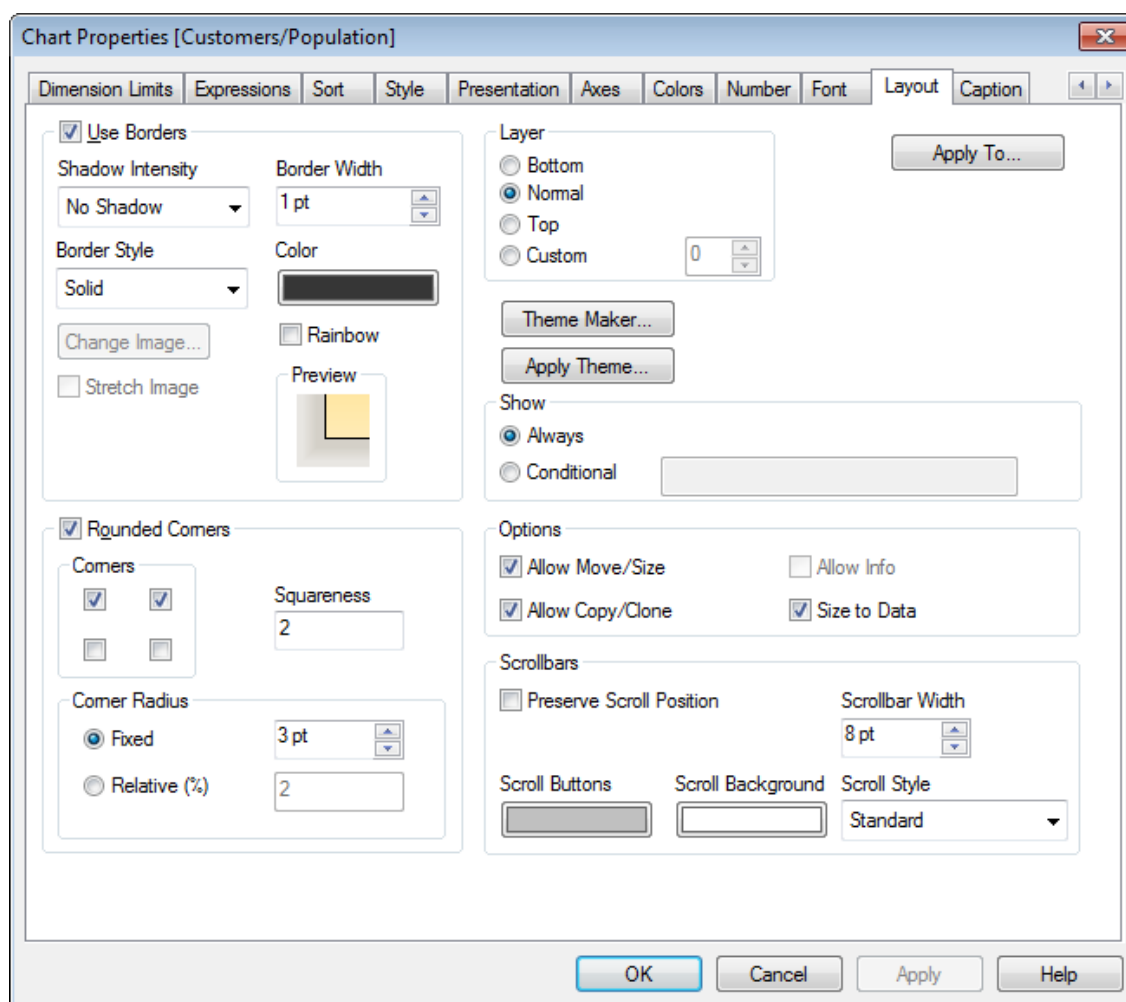 Chart Properties [Customers/Population]
Dimension Limits Expressions Sort Style Presentation Axes Colors Number Font Layout Caption
Use Borders
Shadow Intensity Border Width
No Shadow 1 pt
Border Style Color
Solid
Change Image... Rainbow
Stretch Image
Preview
Layer
Bottom
Normal
Top
Custom 0
Apply To...
Theme Maker...
Apply Theme...
Show
Always
Conditional
Rounded Corners
Corners
Squareness
2
Corner Radius
Fixed 3 pt
Relative (%) 2
Options
Allow Move/Size Allow Info
Allow Copy/Clone Size to Data
Scrollbars
Preserve Scroll Position Scrollbar Width
8 pt
Scroll Buttons Scroll Background Scroll Style
Standard
OK Cancel Apply Help